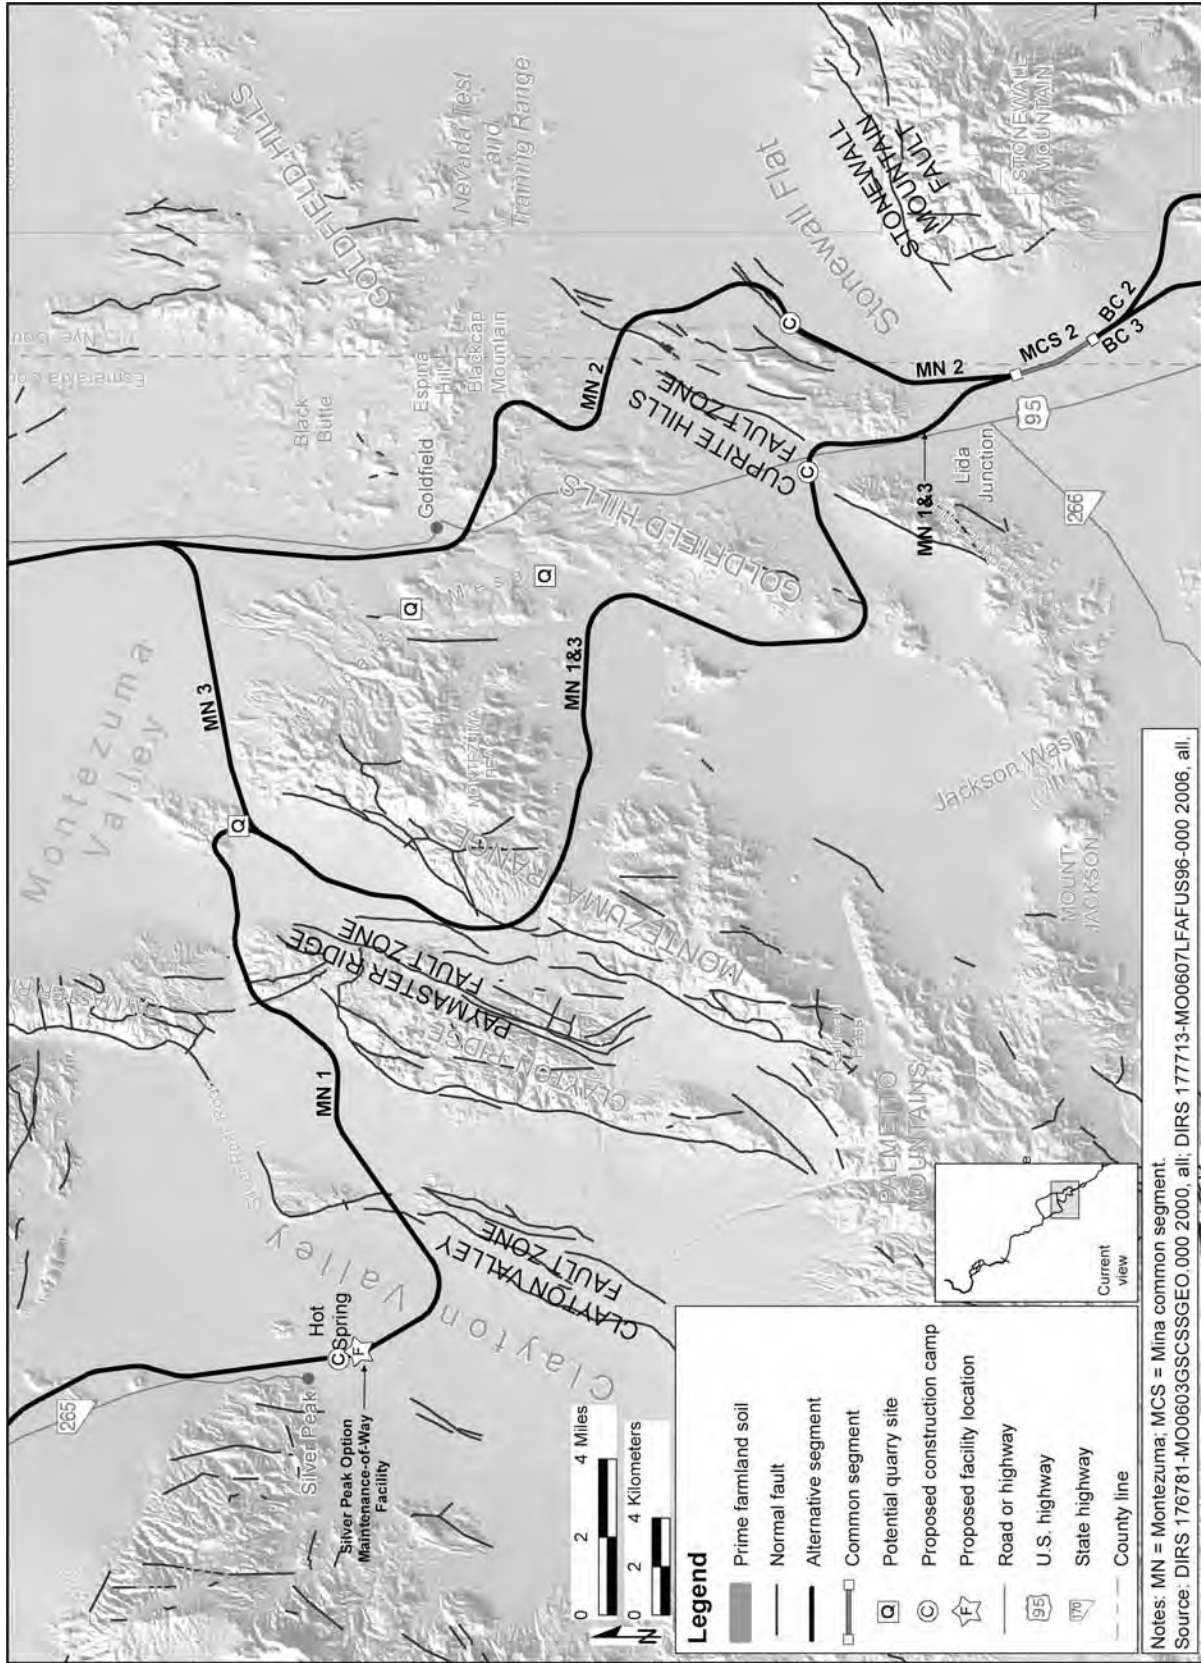 Montezuma
Valley
GOLDFIELD HILLS
Nevada Test
and
Training Range
Black
Butte
Espina
Hill
Blackcap
Mountain
Goldfield
MN 3
MN 2
MN 1
MN 1&3
Q
Q
Q
PAYMASTER RIDGE
FAULT ZONE
CLAYTON RIDGE
MONTEZUMA RANGE
MONTEZUMA
GOLDFIELD HILLS
CUPRITE HILLS
FAULT ZONE
MN 2
C
C
Stonewall Flat
STONEWALL
MOUNTAIN
FAULT
STONEWALL
MOUNTAIN
MN 2
MCS 2
BC 2
BC 3
95
MN 1&3
Lida
Junction
266
Jackson Wash
MOUNT
JACKSON
Railroad
Pass
PALMETTO
MOUNTAINS
265
Silver Peak
Hot
Spring
C
F
Silver Peak Option
Maintenance-of-Way
Facility
Clayton Valley
CLAYTON VALLEY
FAULT ZONE
N
0 2 4 Miles
0 2 4 Kilometers
Legend
Prime farmland soil
Normal fault
Alternative segment
Common segment
Q Potential quarry site
C Proposed construction camp
F Proposed facility location
Road or highway
95 U.S. highway
170 State highway
County line
Current
view
Notes: MN = Montezuma; MCS = Mina common segment.
Source: DIRS 176781-MO0603GSCSSGEO.000 2000, all; DIRS 177713-MO0607LFAFUS96-000 2006, all.